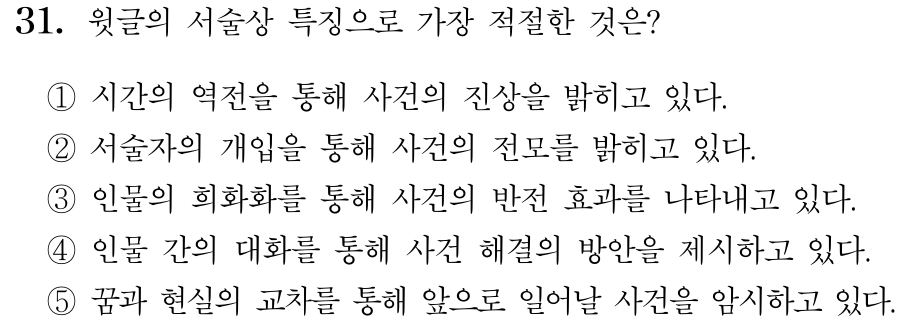 31. 윗글의 서술상 특징으로 가장 적절한 것은?
① 시간의 역전을 통해 사건의 진상을 밝히고 있다.
② 서술자의 개입을 통해 사건의 전모를 밝히고 있다.
③ 인물의 희화화를 통해 사건의 반전 효과를 나타내고 있다.
④ 인물 간의 대화를 통해 사건 해결의 방안을 제시하고 있다.
⑤ 꿈과 현실의 교차를 통해 앞으로 일어날 사건을 암시하고 있다.